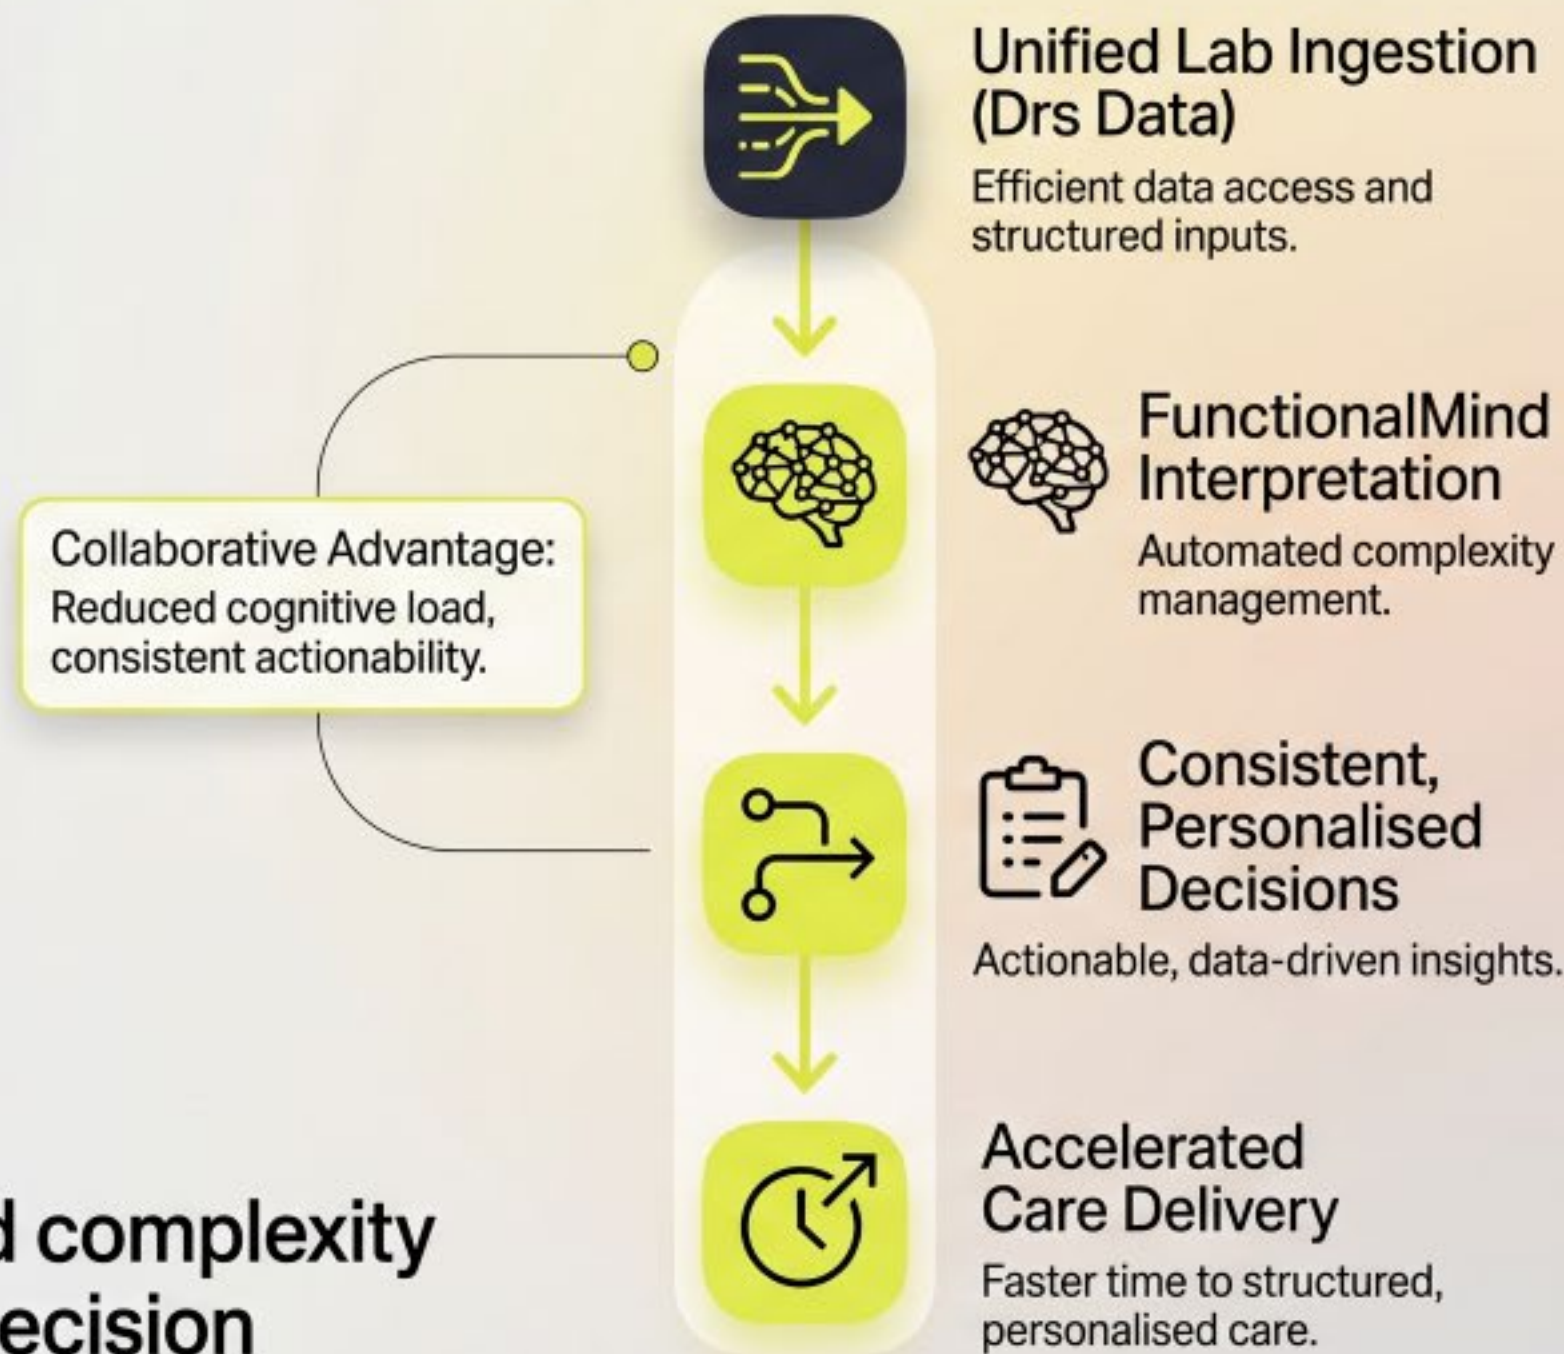 Unified Lab Ingestion
(Drs Data)
Efficient data access and
structured inputs.
FunctionalMind
Interpretation
Automated complexity
management.
Collaborative Advantage:
Reduced cognitive load,
consistent actionability.
Consistent,
Personalised
Decisions
Actionable, data-driven insights.
Accelerated
Care Delivery
Faster time to structured,
personalised care.
complexity